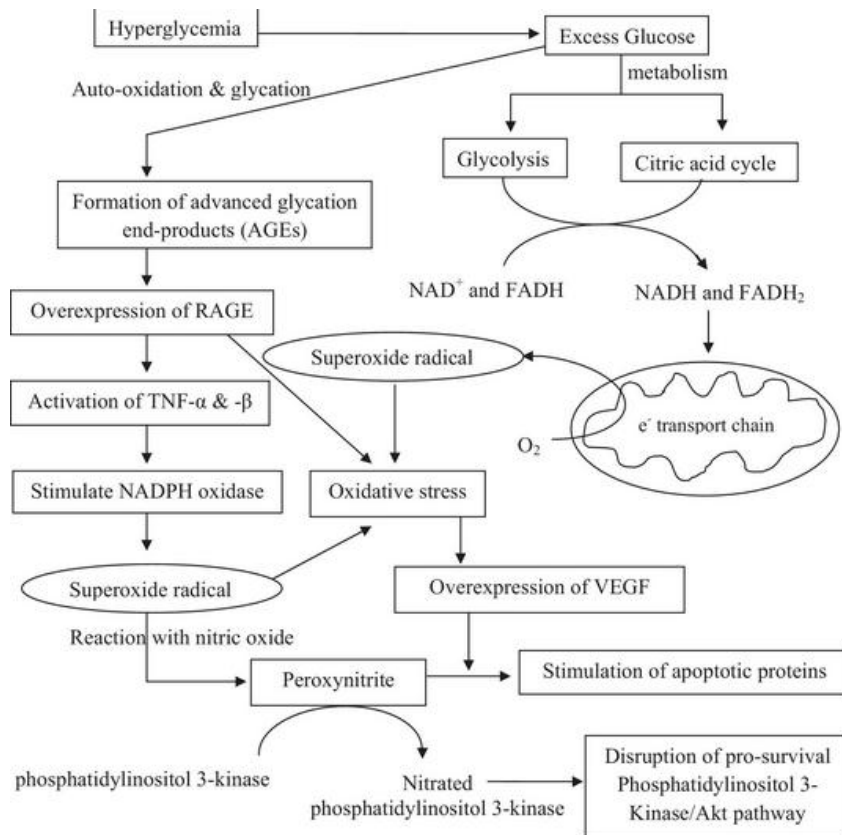 Hyperglycemia
Excess Glucose
metabolism
Auto-oxidation & glycation
Glycolysis
Citric acid cycle
Formation of advanced glycation
end-products (AGEs)
NAD⁺ and FADH
NADH and FADH₂
Overexpression of RAGE
Superoxide radical
Activation of TNF-α & -β
e⁻ transport chain
O₂
Stimulate NADPH oxidase
Oxidative stress
Superoxide radical
Overexpression of VEGF
Reaction with nitric oxide
Peroxynitrite
Stimulation of apoptotic proteins
phosphatidylinositol 3-kinase
Nitrated
phosphatidylinositol 3-kinase
Disruption of pro-survival
Phosphatidylinositol 3-
Kinase/Akt pathway